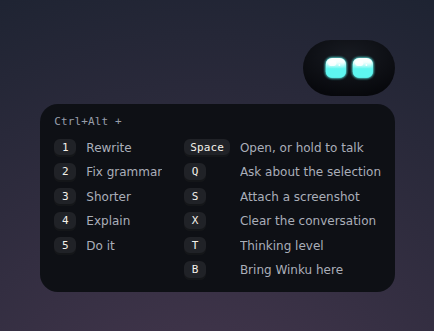 Ctrl+Alt +
1 Rewrite
2 Fix grammar
3 Shorter
4 Explain
5 Do it
Space Open, or hold to talk
Q Ask about the selection
S Attach a screenshot
X Clear the conversation
T Thinking level
B Bring Winku here